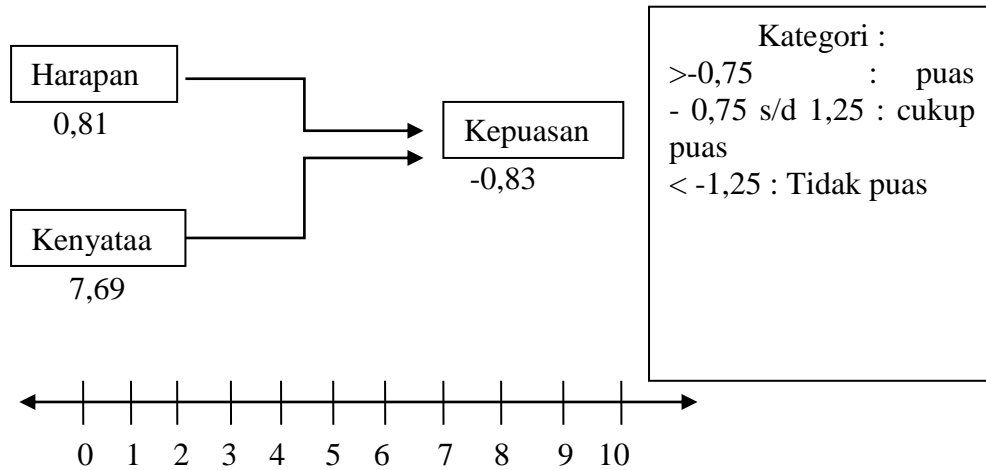 Harapan
0,81
Kenyataa
7,69
Kepuasan
-0,83
Kategori :
>-0,75 : puas
- 0,75 s/d 1,25 : cukup
puas
< -1,25 : Tidak puas
0 1 2 3 4 5 6 7 8 9 10